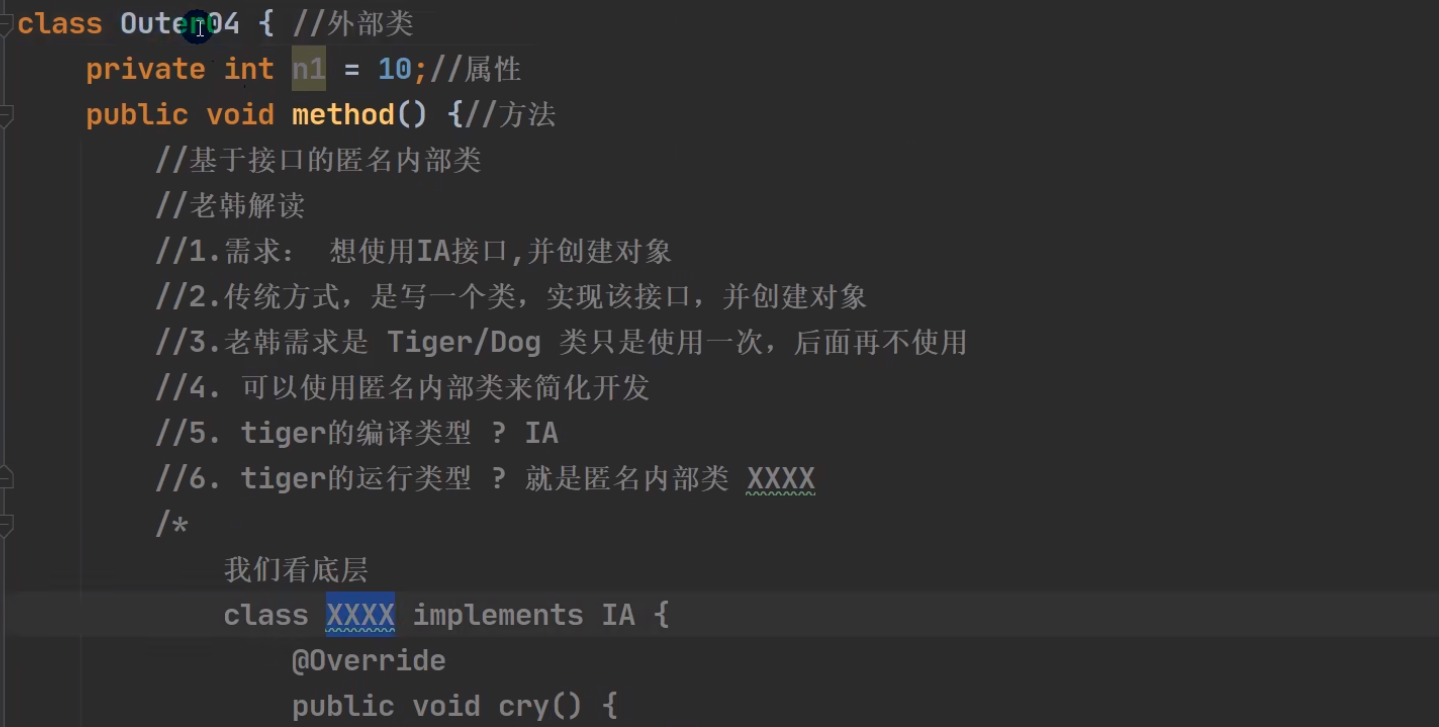 class Outer04 { //外部类
private int n1 = 10;//属性
public void method() {//方法
//基于接口的匿名内部类
//老韩解读
//1.需求： 想使用IA接口,并创建对象
//2.传统方式，是写一个类，实现该接口，并创建对象
//3.老韩需求是 Tiger/Dog 类只是使用一次，后面再不使用
//4. 可以使用匿名内部类来简化开发
//5. tiger的编译类型 ? IA
//6. tiger的运行类型 ? 就是匿名内部类 XXXX
/*
我们看底层
class XXXX implements IA {
@Override
public void cry() {